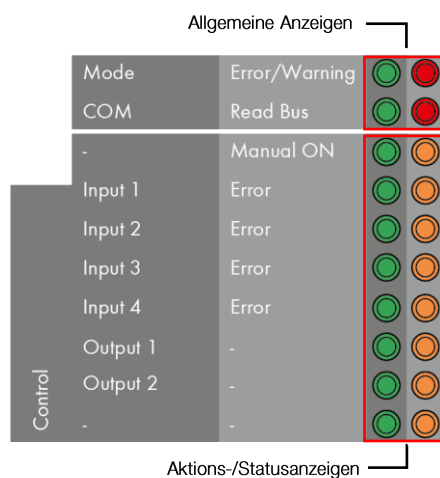 Allgemeine Anzeigen
Mode Error/Warning
COM Read Bus
- Manual ON
Input 1 Error
Input 2 Error
Input 3 Error
Input 4 Error
Output 1 -
Output 2 -
- -
Control
Aktions-/Statusanzeigen